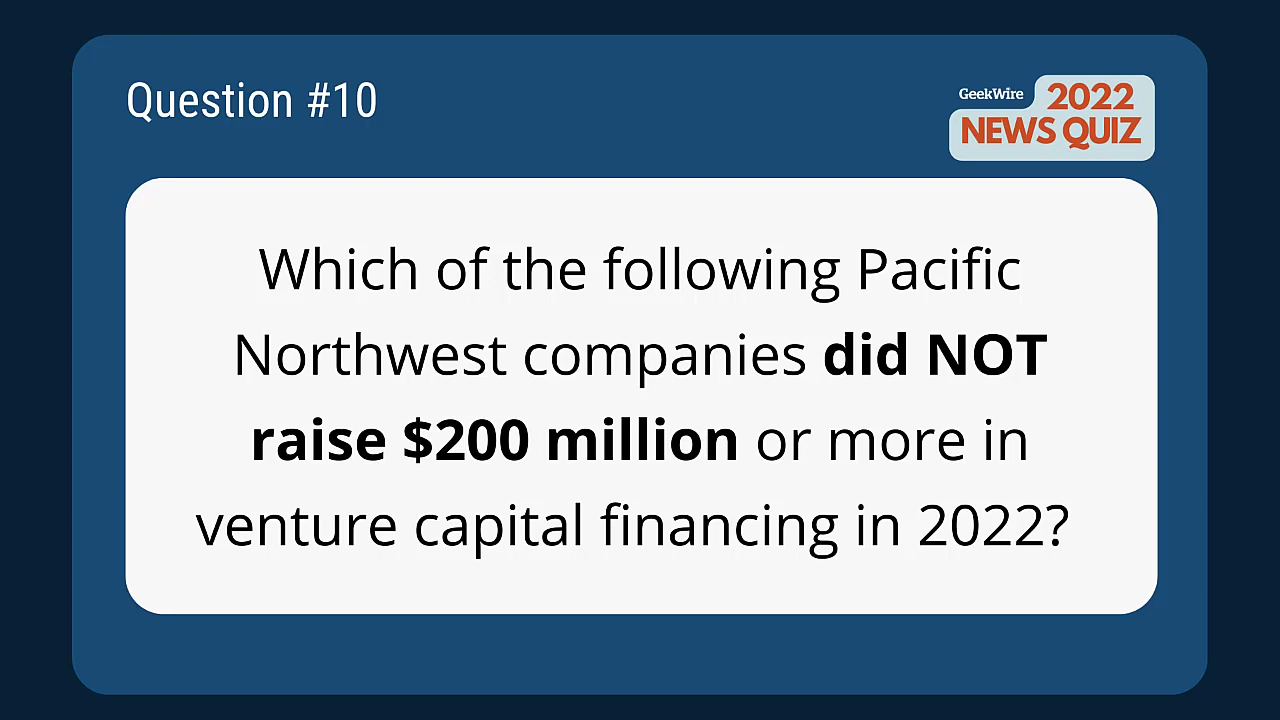 Question #10
GeekWire 2022
NEWS QUIZ
Which of the following Pacific
Northwest companies did NOT
raise $200 million or more in
venture capital financing in 2022?